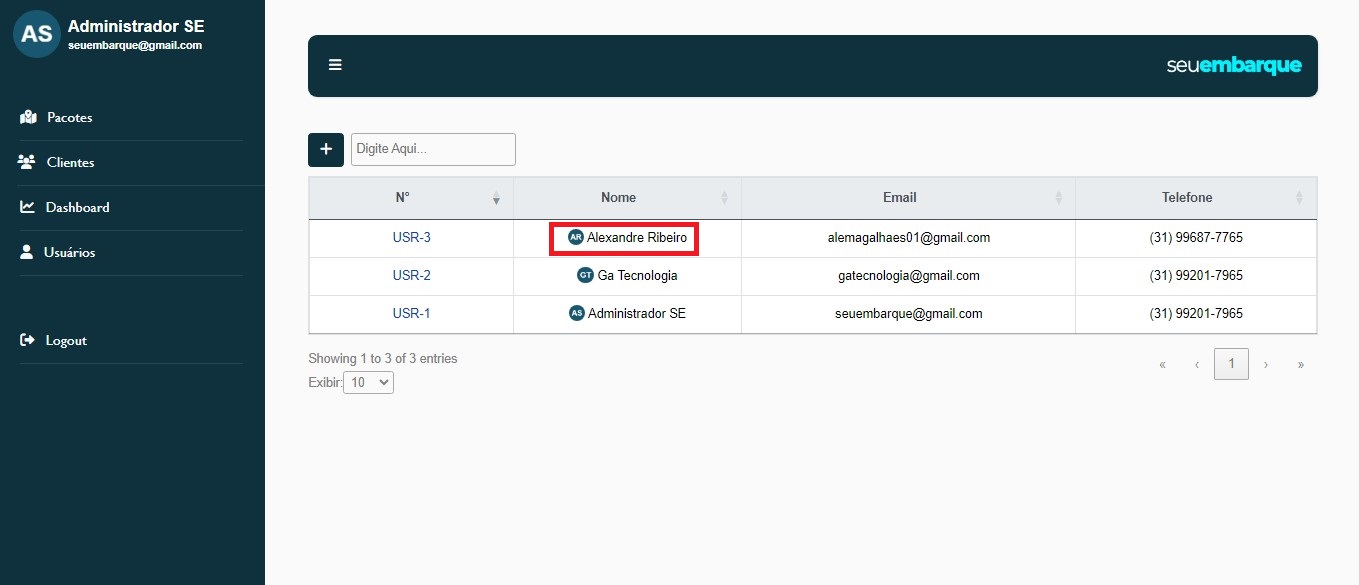 AS
Administrador SE
seuembarque@gmail.com
Pacotes
Clientes
Dashboard
Usuários
Logout
seuembarque
+ Digite Aqui...
N° Nome Email Telefone
USR-3 AR Alexandre Ribeiro alemagalhaes01@gmail.com (31) 99687-7765
USR-2 GT Ga Tecnologia gatecnologia@gmail.com (31) 99201-7965
USR-1 AS Administrador SE seuembarque@gmail.com (31) 99201-7965
Showing 1 to 3 of 3 entries
Exibir: 10
« ‹ 1 › »